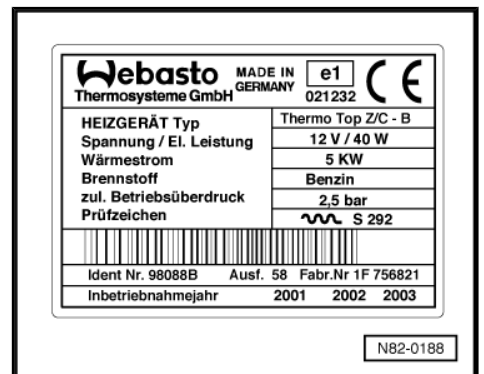 Webasto MADE IN GERMANY e1 CE
Thermosysteme GmbH 021232
HEIZGERÄT Typ Thermo Top Z/C - B
Spannung / El. Leistung 12 V / 40 W
Wärmestrom 5 KW
Brennstoff Benzin
zul. Betriebsüberdruck 2,5 bar
Prüfzeichen S 292
Ident Nr. 98088B Ausf. 58 Fabr.Nr 1F 756821
Inbetriebnahmejahr 2001 2002 2003
N82-0188